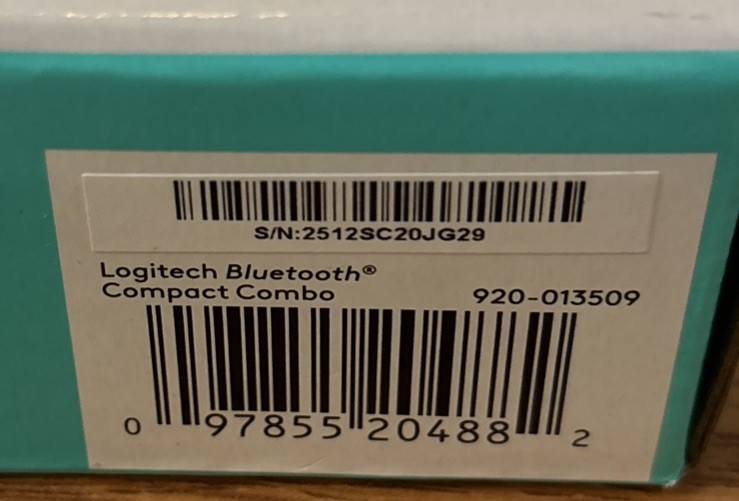 S/N:2512SC20JG29
Logitech Bluetooth®
Compact Combo 920-013509
0 97855 20488 2